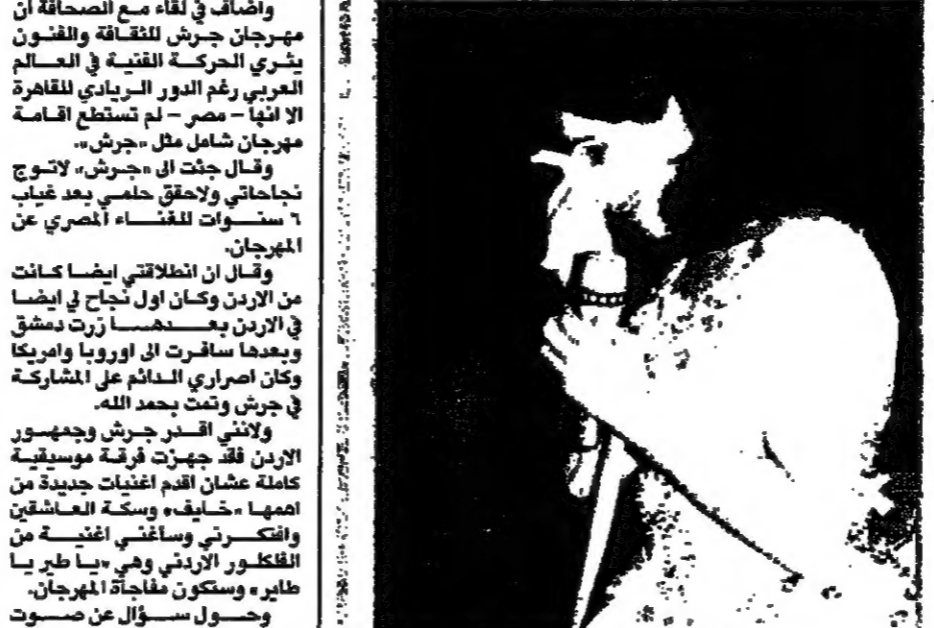 واضاف في لقاء مع الصحافة ان
مهرجان جرش للثقافة والفنون
يثري الحركة الفنية في العالم
العربي رغم الدور الريادي للقاهرة
الا انها - مصر - لم تستطع اقامة
مهرجان شامل مثل «جرش».
وقال جئت الى «جرش» لاتوج
نجاحاتي ولاحقق حلمي بعد غياب
٦ سنوات للغناء المصري عن
المهرجان.
وقال ان انطلاقتي ايضا كانت
من الاردن وكان اول نجاح لي ايضا
في الاردن بعدها زرت دمشق
وبعدها سافرت الى اوروبا وامريكا
وكان اصراري الدائم على المشاركة
في جرش وتمت بحمد الله.
ولانني اقدر جرش وجمهور
الاردن فقد جهزت فرقة موسيقية
كاملة عشان اقدم اغنيات جديدة من
اهمها «خايف» وسكة العاشقين
وافتكرني وسأغني اغنية من
الفلكلور الاردني وهي «يا طير يا
طاير» وستكون مفاجأة المهرجان.
وحول سؤال عن صوت